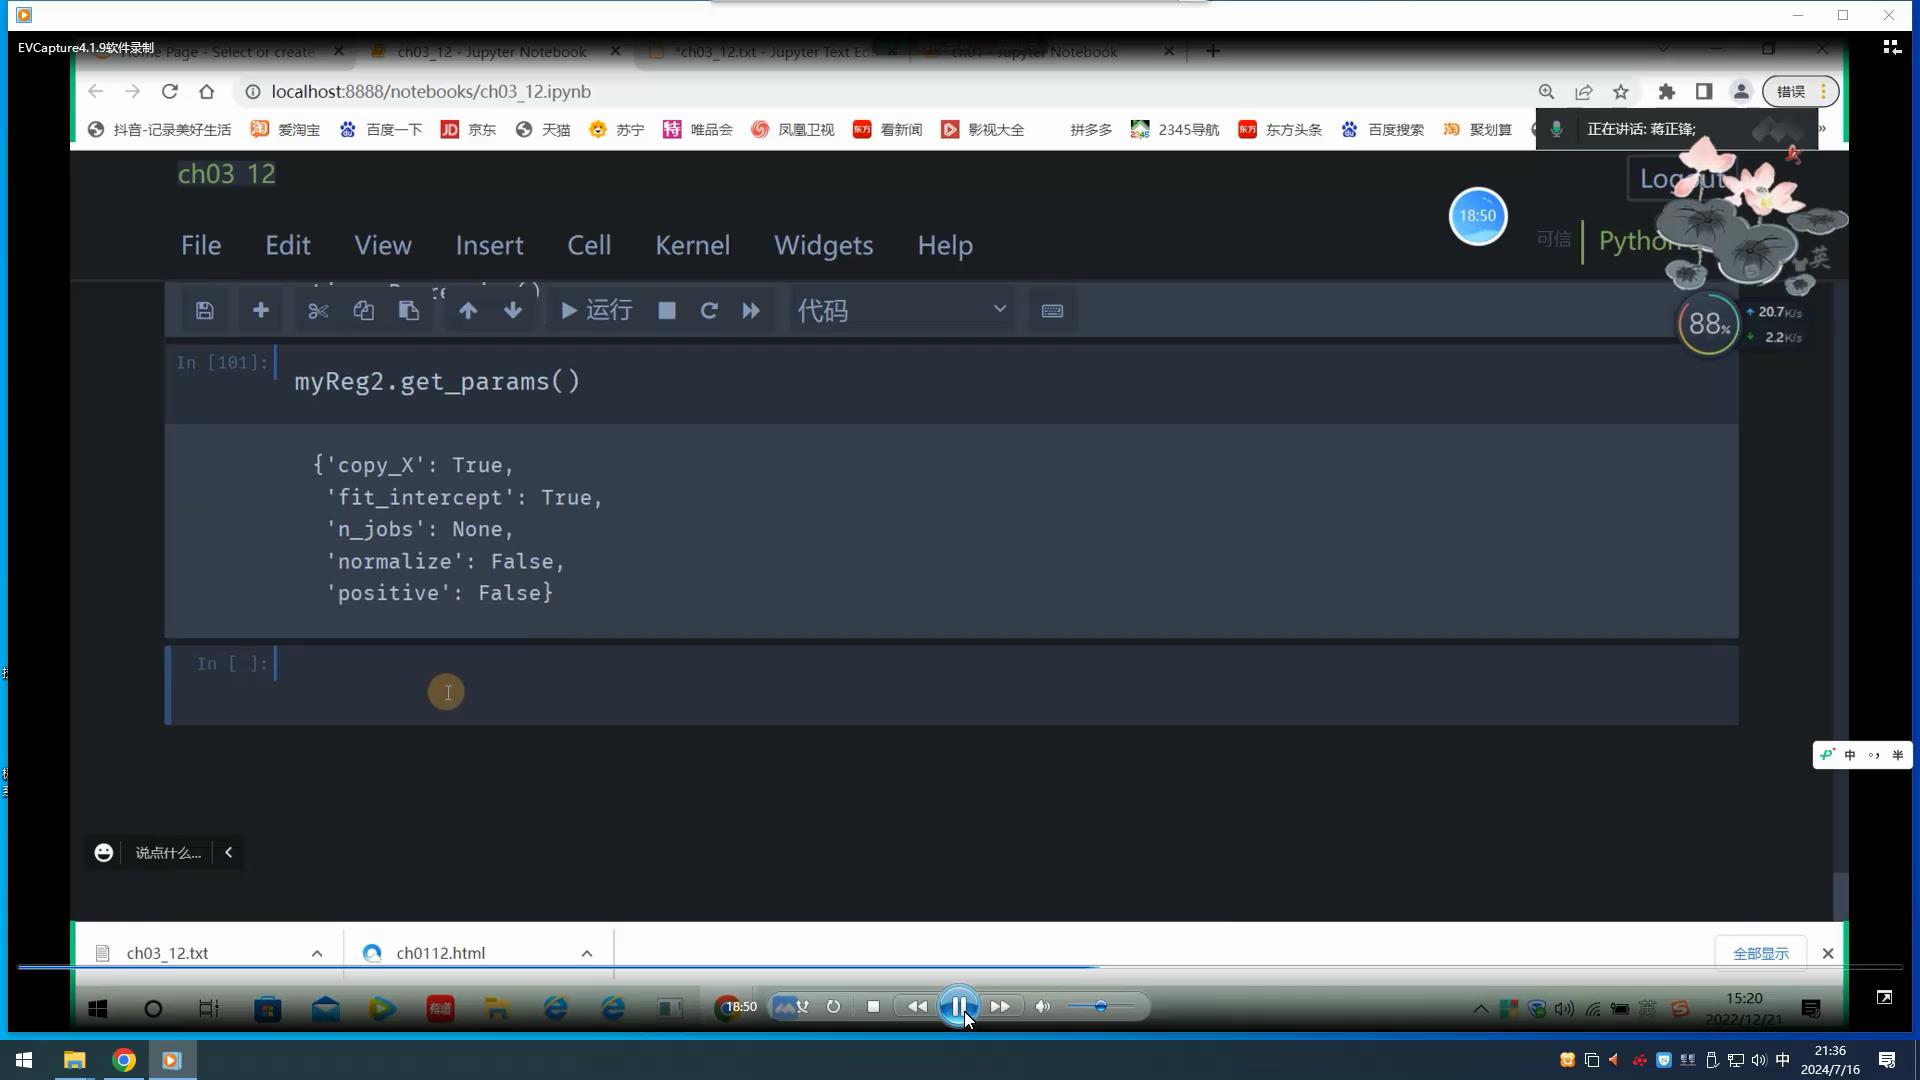 EVCapture4.1.9软件录制
Home Page - Select or create
ch03_12 - Jupyter Notebook
*ch03_12.txt - Jupyter Text Ed
ch01 - Jupyter Notebook
localhost:8888/notebooks/ch03_12.ipynb
错误
抖音-记录美好生活 爱淘宝 百度一下 京东 天猫 苏宁 唯品会 凤凰卫视 看新闻 影视大全 拼多多 2345导航 东方头条 百度搜索 聚划算
正在讲话: 蒋正锋;
ch03_12
Logout
18:50
File Edit View Insert Cell Kernel Widgets Help
可信
Python
英
运行
代码
88%
20.7K/s
2.2K/s
In [101]:
myReg2.get_params()
{'copy_X': True,
'fit_intercept': True,
'n_jobs': None,
'normalize': False,
'positive': False}
In [ ]:
中 半
说点什么...
ch03_12.txt
ch0112.html
全部显示
有道
18:50
英
15:20
2022/12/21
中
21:36
2024/7/16